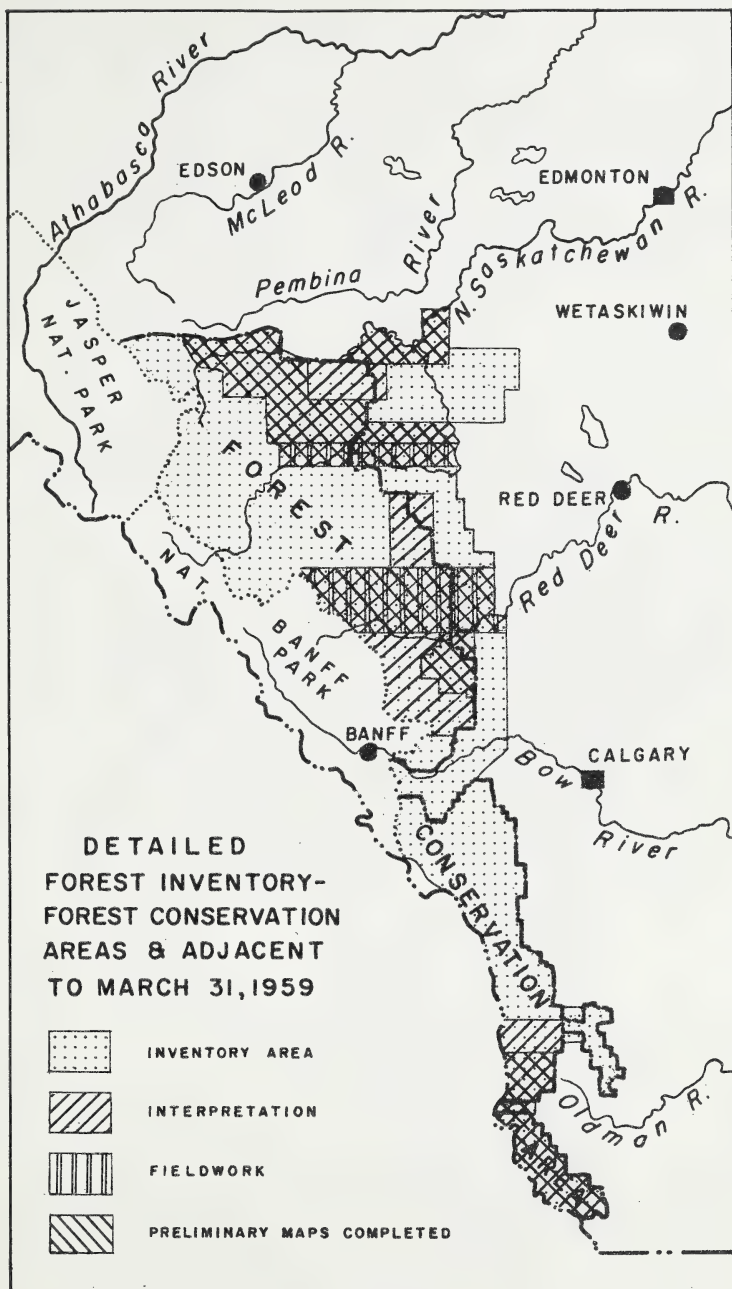 Athabasca River
EDSON
McLeod R.
EDMONTON
Pembina River
N. Saskatchewan R.
WETASKIWIN
JASPER
NAT. PARK
FOREST
RED DEER
Red Deer R.
NAT.
BANFF
PARK
BANFF
CALGARY
Bow River
CONSERVATION
Oldman R.
AREA
DETAILED
FOREST INVENTORY-
FOREST CONSERVATION
AREAS & ADJACENT
TO MARCH 31, 1959
INVENTORY AREA
INTERPRETATION
FIELDWORK
PRELIMINARY MAPS COMPLETED